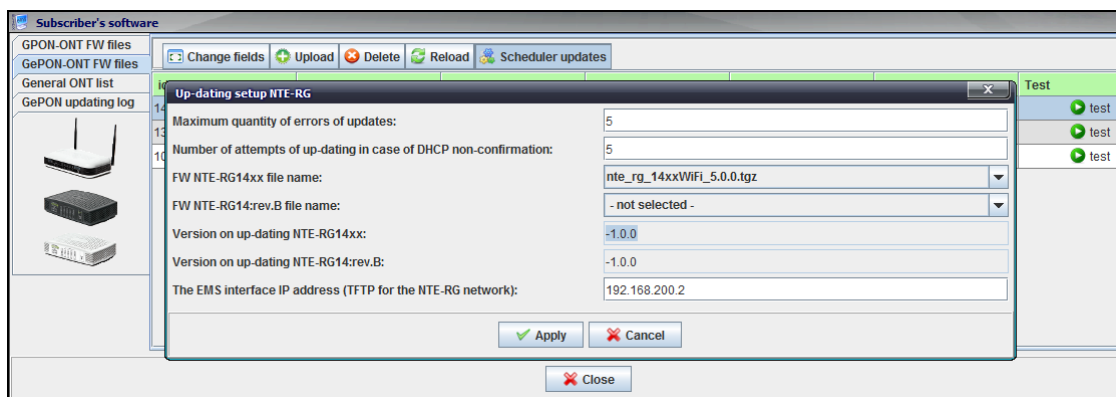 Subscriber's software
GPON-ONT FW files
GePON-ONT FW files
General ONT list
GePON updating log
Change fields Upload Delete Reload Scheduler updates
Test
14 test
13 test
10 test
Up-dating setup NTE-RG
Maximum quantity of errors of updates: 5
Number of attempts of up-dating in case of DHCP non-confirmation: 5
FW NTE-RG14xx file name: nte_rg_14xxWiFi_5.0.0.tgz
FW NTE-RG14:rev.B file name: - not selected -
Version on up-dating NTE-RG14xx: -1.0.0
Version on up-dating NTE-RG14:rev.B: -1.0.0
The EMS interface IP address (TFTP for the NTE-RG network): 192.168.200.2
Apply Cancel
Close